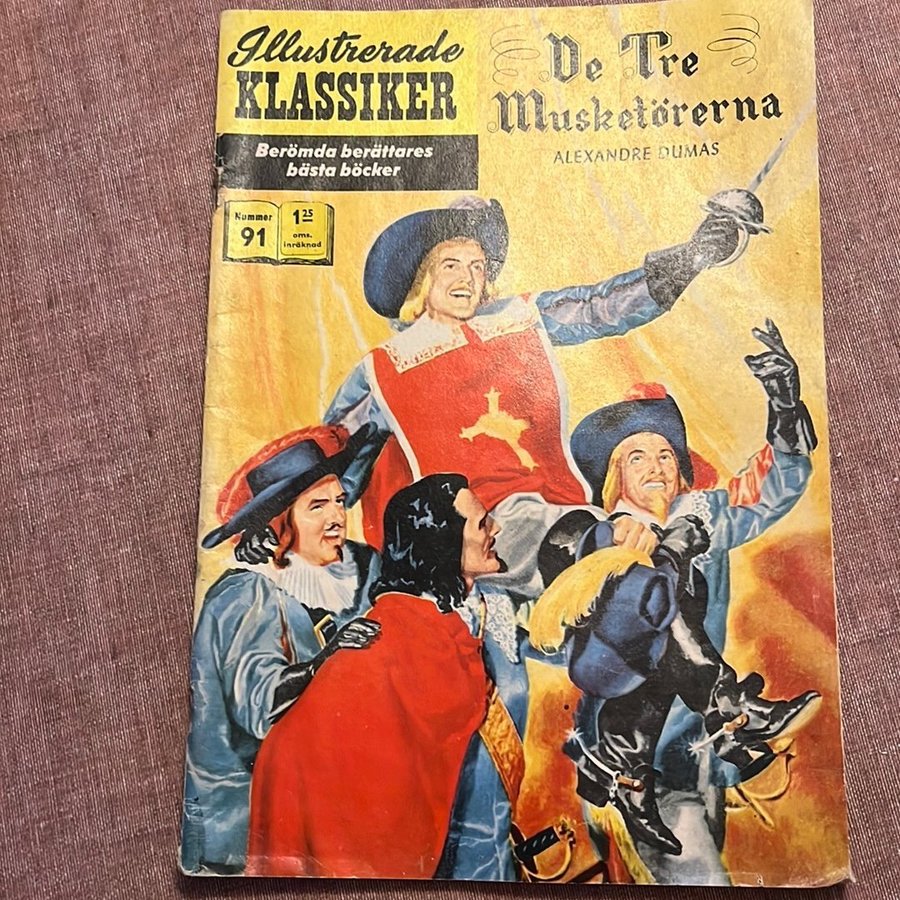 Illustrerade
KLASSIKER
Berömda berättares
bästa böcker
Nummer
91
1 25
oms.
inräknad
De Tre
Musketörerna
ALEXANDRE DUMAS